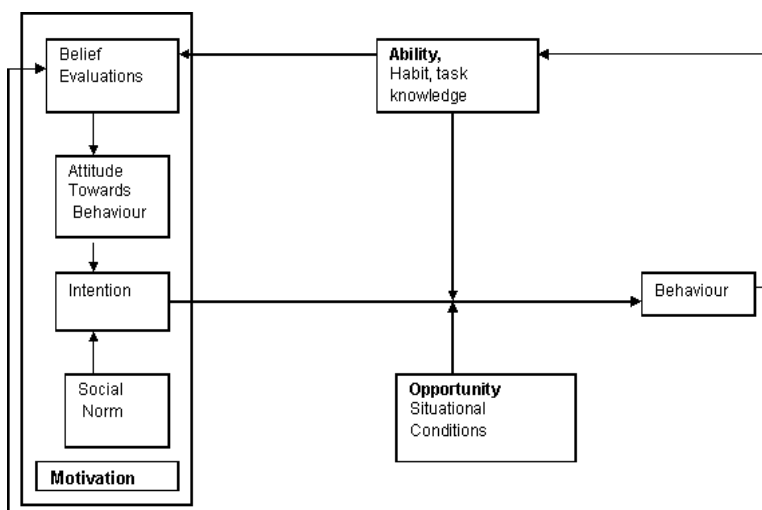 Belief
Evaluations
Ability,
Habit, task
knowledge
Attitude
Towards
Behaviour
Intention
Behaviour
Social
Norm
Opportunity
Situational
Conditions
Motivation